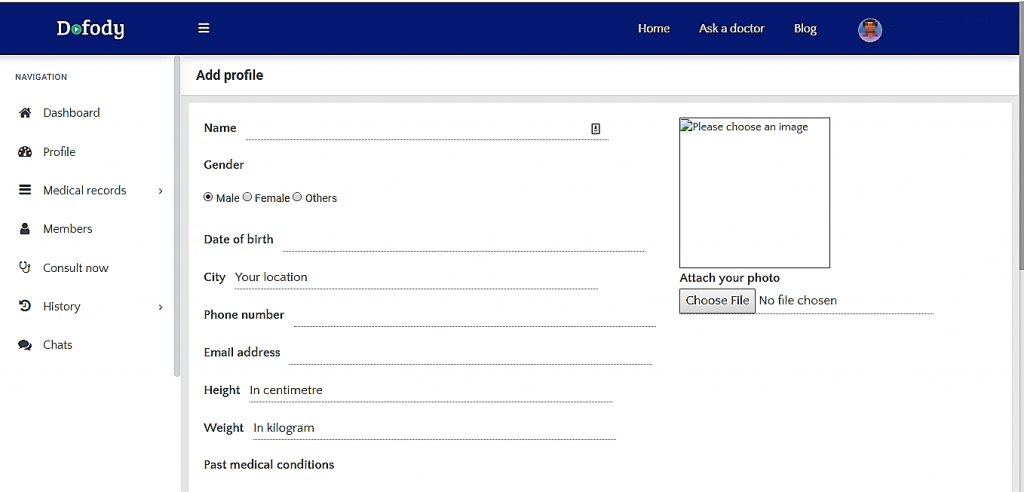 Dofody
Home Ask a doctor Blog
NAVIGATION
Dashboard
Profile
Medical records
Members
Consult now
History
Chats
Add profile
Name
Gender
Male Female Others
Date of birth
City Your location
Phone number
Email address
Height In centimetre
Weight In kilogram
Past medical conditions
Please choose an image
Attach your photo
Choose File No file chosen